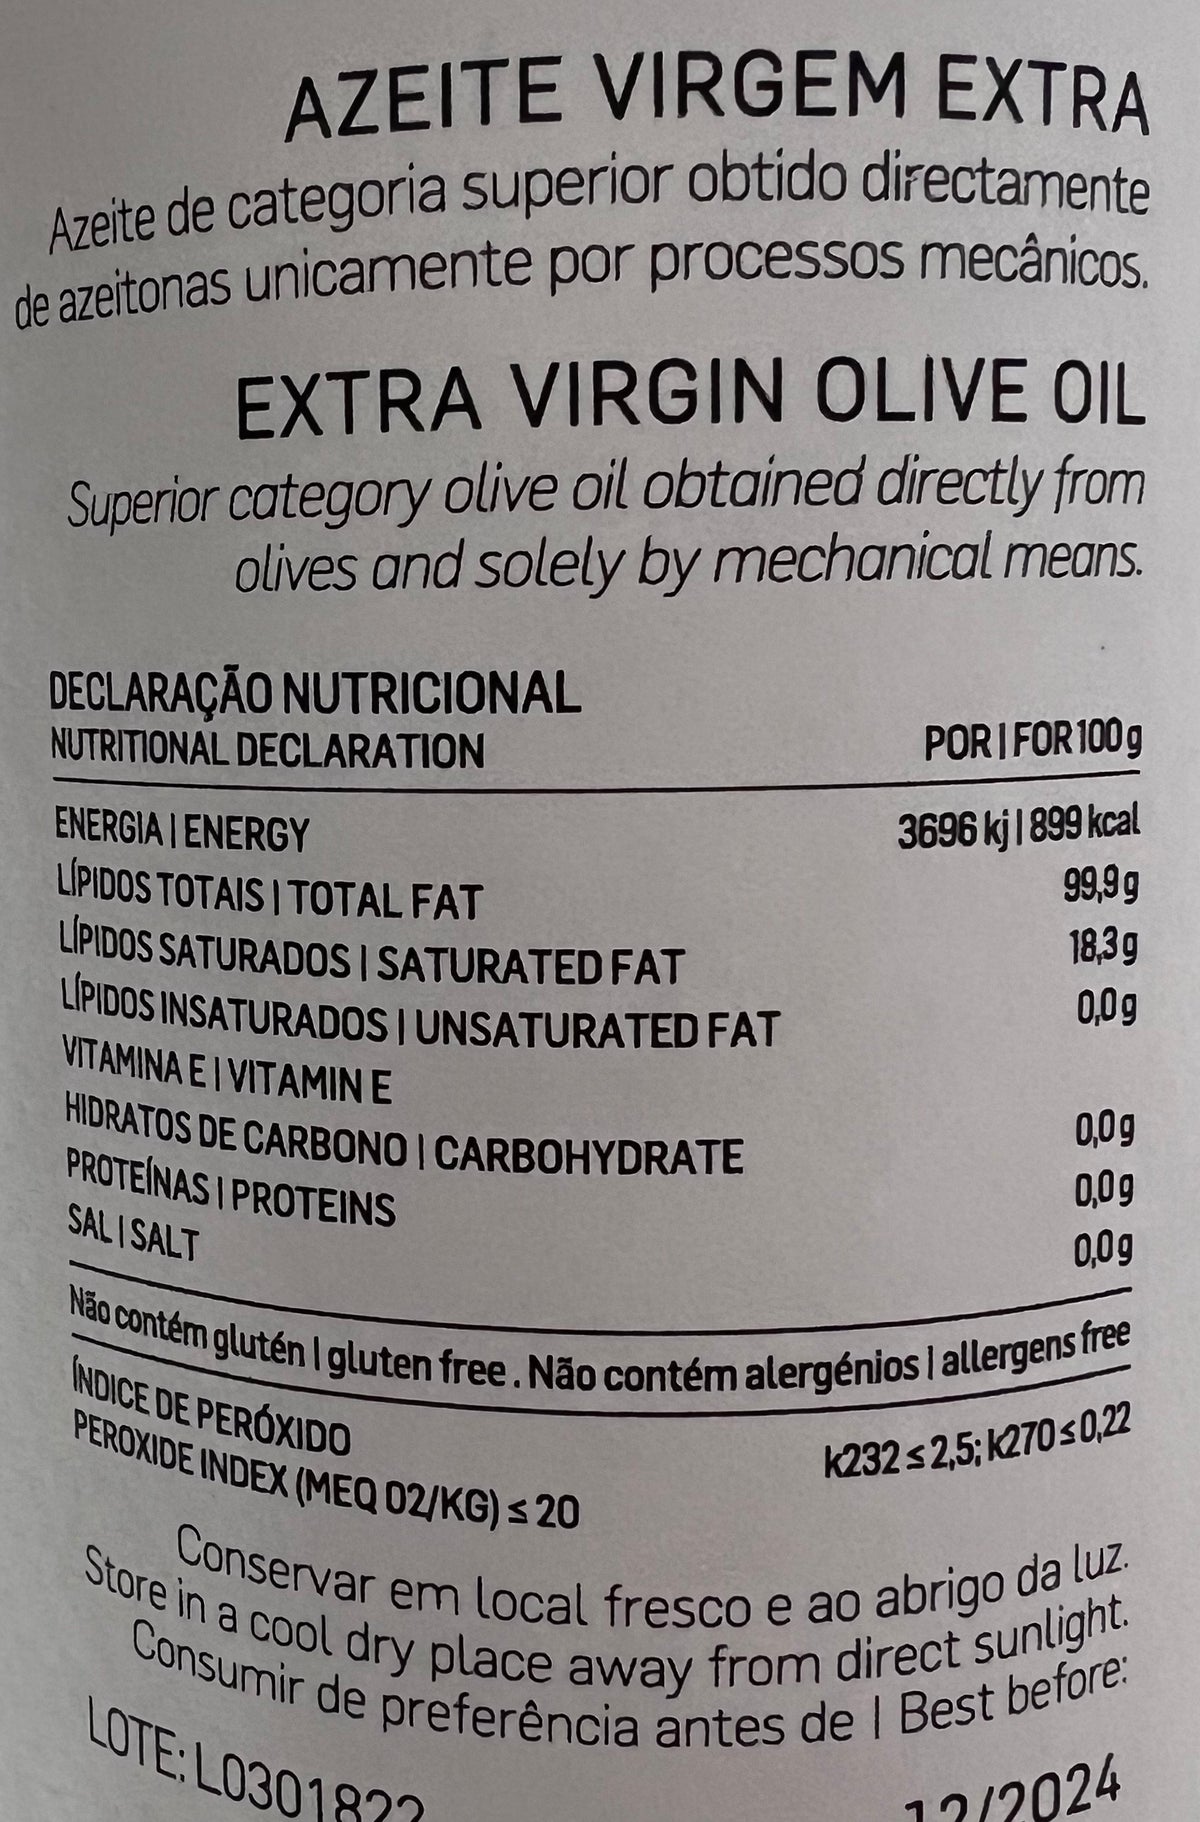 AZEITE VIRGEM EXTRA
Azeite de categoria superior obtido directamente
de azeitonas unicamente por processos mecânicos.
EXTRA VIRGIN OLIVE OIL
Superior category olive oil obtained directly from
olives and solely by mechanical means.
DECLARAÇÃO NUTRICIONAL
NUTRITIONAL DECLARATION POR | FOR 100 g
ENERGIA | ENERGY 3696 kj | 899 kcal
LÍPIDOS TOTAIS | TOTAL FAT 99,9 g
LÍPIDOS SATURADOS | SATURATED FAT 18,3 g
LÍPIDOS INSATURADOS | UNSATURATED FAT 0,0 g
VITAMINA E | VITAMIN E
HIDRATOS DE CARBONO | CARBOHYDRATE 0,0 g
PROTEÍNAS | PROTEINS 0,0 g
SAL | SALT 0,0 g
Não contém glutén | gluten free. Não contém alergénios | allergens free
ÍNDICE DE PERÓXIDO
PEROXIDE INDEX (MEQ O2/KG) ≤ 20 k232 ≤ 2,5; k270 ≤ 0,22
Conservar em local fresco e ao abrigo da luz.
Store in a cool dry place away from direct sunlight.
Consumir de preferência antes de | Best before:
LOTE: L0301822 12/2024